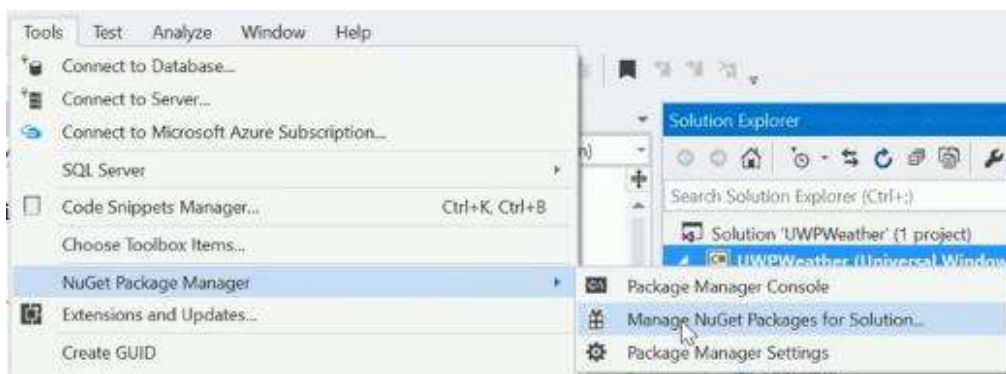 Tools Test Analyze Window Help
Connect to Database...
Connect to Server...
Connect to Microsoft Azure Subscription...
SQL Server
Code Snippets Manager... Ctrl+K, Ctrl+B
Choose Toolbox Items...
NuGet Package Manager
Extensions and Updates...
Create GUID
Package Manager Console
Manage NuGet Packages for Solution...
Package Manager Settings
Solution Explorer
Search Solution Explorer (Ctrl+;)
Solution 'UWPWeather' (1 project)
UWPWeather (Universal Window